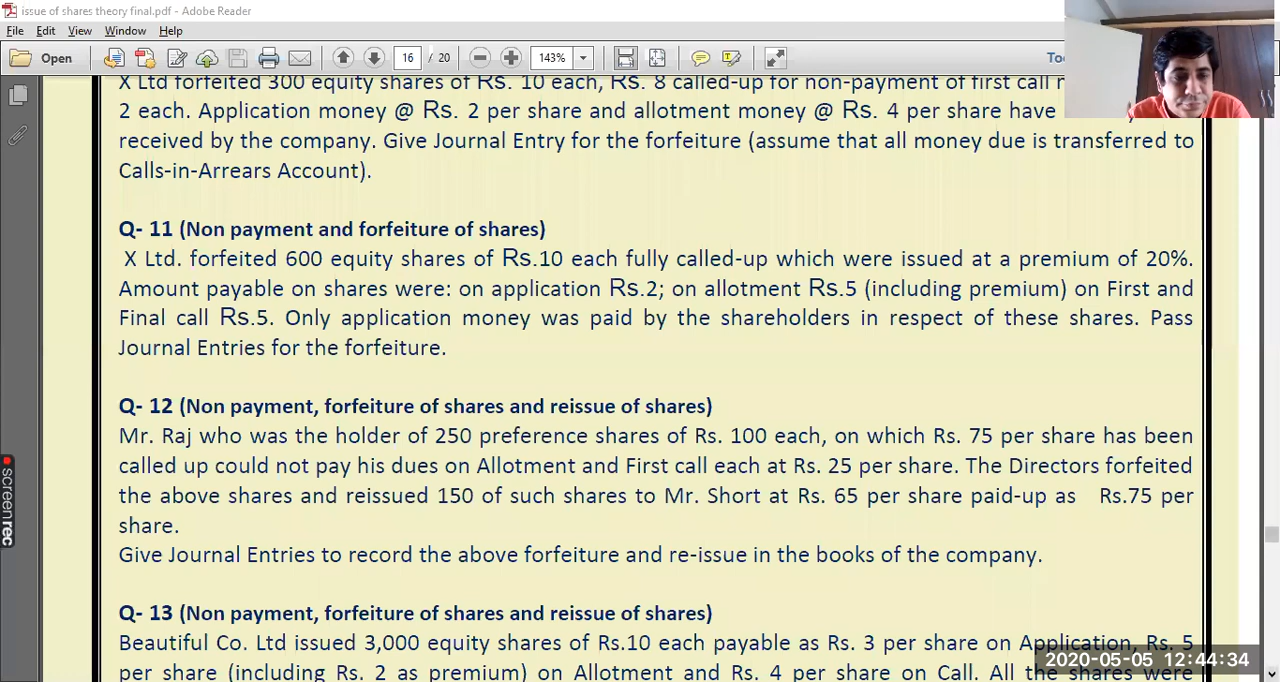 issue of shares theory final.pdf - Adobe Reader
File Edit View Window Help
Open 16 / 20 143%
X Ltd forfeited 300 equity shares of Rs. 10 each, Rs. 8 called-up for non-payment of first call
2 each. Application money @ Rs. 2 per share and allotment money @ Rs. 4 per share have
received by the company. Give Journal Entry for the forfeiture (assume that all money due is transferred to
Calls-in-Arrears Account).
Q- 11 (Non payment and forfeiture of shares)
X Ltd. forfeited 600 equity shares of Rs.10 each fully called-up which were issued at a premium of 20%.
Amount payable on shares were: on application Rs.2; on allotment Rs.5 (including premium) on First and
Final call Rs.5. Only application money was paid by the shareholders in respect of these shares. Pass
Journal Entries for the forfeiture.
Q- 12 (Non payment, forfeiture of shares and reissue of shares)
Mr. Raj who was the holder of 250 preference shares of Rs. 100 each, on which Rs. 75 per share has been
called up could not pay his dues on Allotment and First call each at Rs. 25 per share. The Directors forfeited
the above shares and reissued 150 of such shares to Mr. Short at Rs. 65 per share paid-up as Rs.75 per
share.
Give Journal Entries to record the above forfeiture and re-issue in the books of the company.
Q- 13 (Non payment, forfeiture of shares and reissue of shares)
Beautiful Co. Ltd issued 3,000 equity shares of Rs.10 each payable as Rs. 3 per share on Application, Rs. 5
per share (including Rs. 2 as premium) on Allotment and Rs. 4 per share on Call. All the shares were
2020-05-05 12:44:34
screenrec